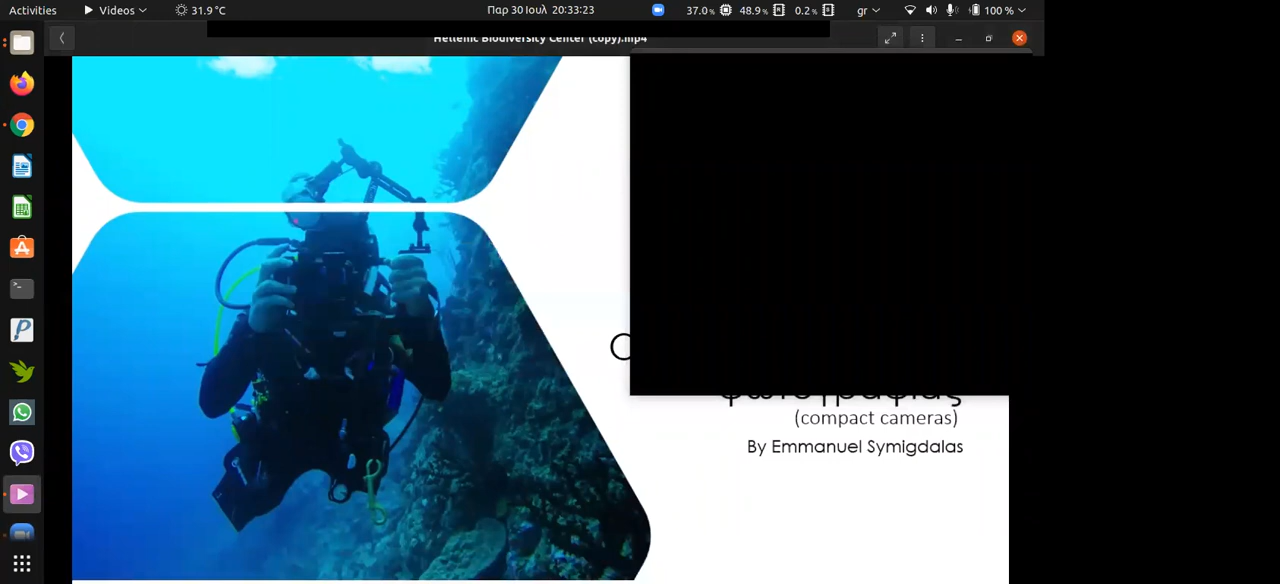 Activities
Videos
31.9 °C
Παρ 30 Ιουλ 20:33:23
37.0 %
48.9 %
0.2 %
gr
100 %
Hellenic Biodiversity Center (copy).mp4
φωτογραφίας
(compact cameras)
By Emmanuel Symigdalas